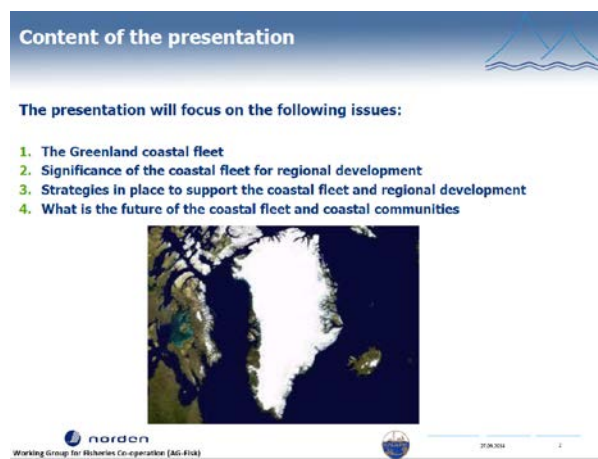 Content of the presentation
The presentation will focus on the following issues:
1. The Greenland coastal fleet
2. Significance of the coastal fleet for regional development
3. Strategies in place to support the coastal fleet and regional development
4. What is the future of the coastal fleet and coastal communities
norden
Working Group for Fisheries Co-operation (AG-Fisk)
2